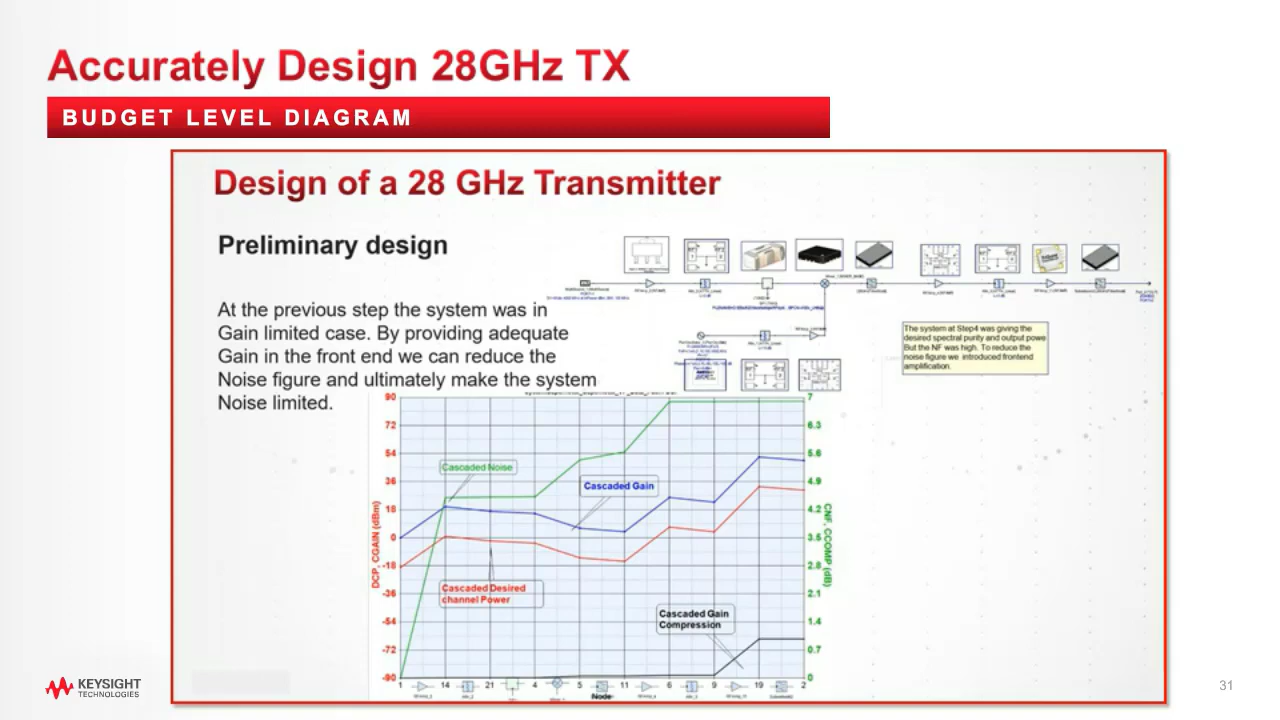 Accurately Design 28GHz TX
BUDGET LEVEL DIAGRAM
Design of a 28 GHz Transmitter
Preliminary design
At the previous step the system was in
Gain limited case. By providing adequate
Gain in the front end we can reduce the
Noise figure and ultimately make the system
Noise limited.
The system at Step4 was giving the
desired spectral purity and output powe
But the NF was high. To reduce the
noise figure we introduced frontend
amplification.
90
72
54
36
18
0
-18
-36
-54
-72
-90
DCP, CGAIN (dBm)
7
6.3
5.6
4.9
4.2
3.5
2.8
2.1
1.4
0.7
0
CNF, CCOMP (dB)
Cascaded Noise
Cascaded Gain
Cascaded Desired
channel Power
Cascaded Gain
Compression
1 14 21 4 5 11 6 9 19 2
Node
KEYSIGHT
TECHNOLOGIES
31